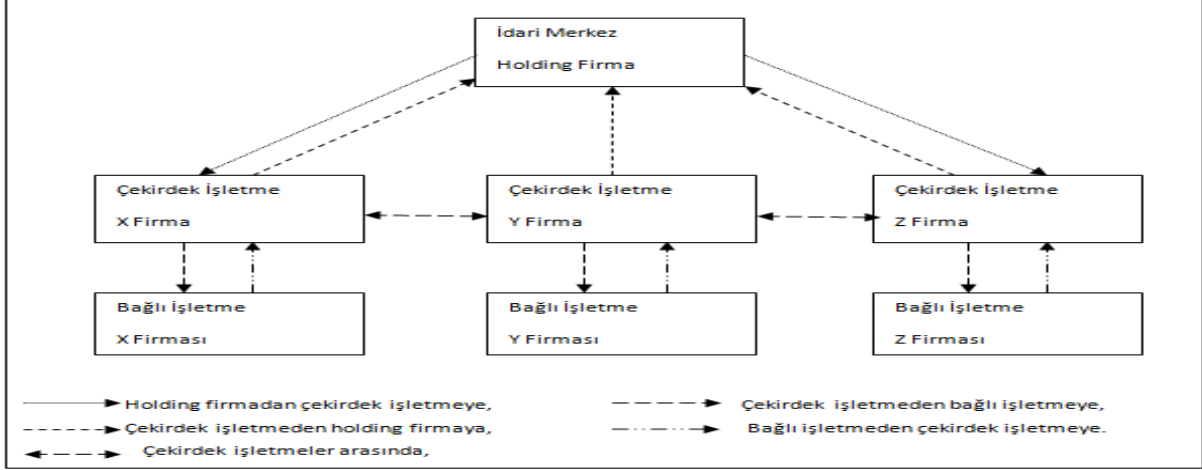 İdari Merkez
Holding Firma
Çekirdek İşletme
X Firma
Çekirdek İşletme
Y Firma
Çekirdek İşletme
Z Firma
Bağlı İşletme
X Firması
Bağlı İşletme
Y Firması
Bağlı İşletme
Z Firması
Holding firmadan çekirdek işletmeye,
Çekirdek işletmeden bağlı işletmeye,
Çekirdek işletmeden holding firmaya,
Bağlı işletmeden çekirdek işletmeye.
Çekirdek işletmeler arasında,